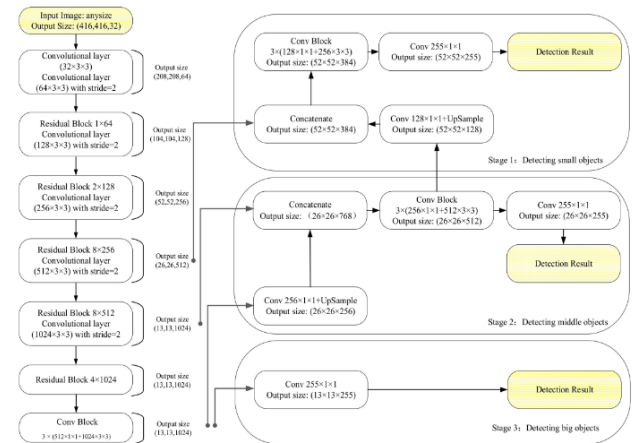 Input Image: anysize
Output Size: (416,416,32)
Convolutional layer
(32×3×3)
Convolutional layer
(64×3×3) with stride=2
Output size
(208,208,64)
Residual Block 1×64
Convolutional layer
(128×3×3) with stride=2
Output size
(104,104,128)
Residual Block 2×128
Convolutional layer
(256×3×3) with stride=2
Output size
(52,52,256)
Residual Block 8×256
Convolutional layer
(512×3×3) with stride=2
Output size
(26,26,512)
Residual Block 8×512
Convolutional layer
(1024×3×3) with stride=2
Output size
(13,13,1024)
Residual Block 4×1024
Output size
(13,13,1024)
Conv Block
3×(512×1×1+1024×3×3)
Output size
(13,13,1024)
Conv Block
3×(128×1×1+256×3×3)
Output size: (52×52×384)
Conv 255×1×1
Output size: (52×52×255)
Detection Result
Concatenate
Output size: (52×52×384)
Conv 128×1×1+UpSample
Output size: (52×52×128)
Stage 1: Detecting small objects
Concatenate
Output size: (26×26×768)
Conv Block
3×(256×1×1+512×3×3)
Output size: (26×26×512)
Conv 255×1×1
Output size: (26×26×255)
Detection Result
Conv 256×1×1+UpSample
Output size: (26×26×256)
Stage 2: Detecting middle objects
Conv 255×1×1
Output size: (13×13×255)
Detection Result
Stage 3: Detecting big objects